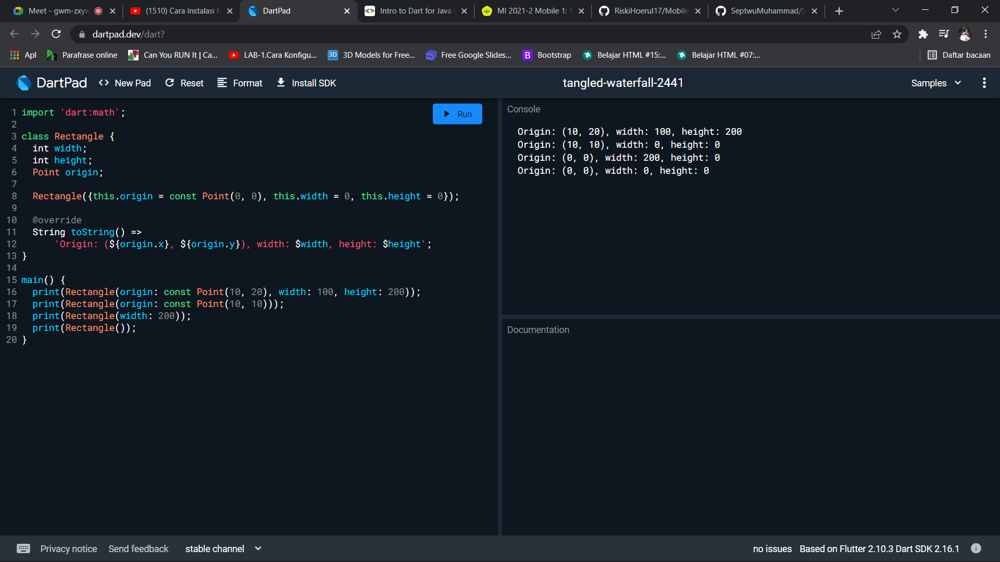 Meet - gwm-zxyw
(1510) Cara Instalasi F
DartPad
Intro to Dart for Java D
MI 2021-2 Mobile 1: T
RiskiHoerul17/Mobile
SeptwuMuhammad/S
dartpad.dev/dart?
Apl
Parafrase online
Can You RUN It | Ca...
LAB-1.Cara Konfigu...
3D Models for Free...
Free Google Slides...
Bootstrap
Belajar HTML #15:...
Belajar HTML #07:...
Daftar bacaan
DartPad
<> New Pad
Reset
Format
Install SDK
tangled-waterfall-2441
Samples
Run
1 import 'dart:math';
2
3 class Rectangle {
4   int width;
5   int height;
6   Point origin;
7
8   Rectangle({this.origin = const Point(0, 0), this.width = 0, this.height = 0});
9
10   @override
11   String toString() =>
12       'Origin: (${origin.x}, ${origin.y}), width: $width, height: $height';
13 }
14
15 main() {
16   print(Rectangle(origin: const Point(10, 20), width: 100, height: 200));
17   print(Rectangle(origin: const Point(10, 10)));
18   print(Rectangle(width: 200));
19   print(Rectangle());
20 }
Console
Origin: (10, 20), width: 100, height: 200
Origin: (10, 10), width: 0, height: 0
Origin: (0, 0), width: 200, height: 0
Origin: (0, 0), width: 0, height: 0
Documentation
Privacy notice
Send feedback
stable channel
no issues
Based on Flutter 2.10.3 Dart SDK 2.16.1